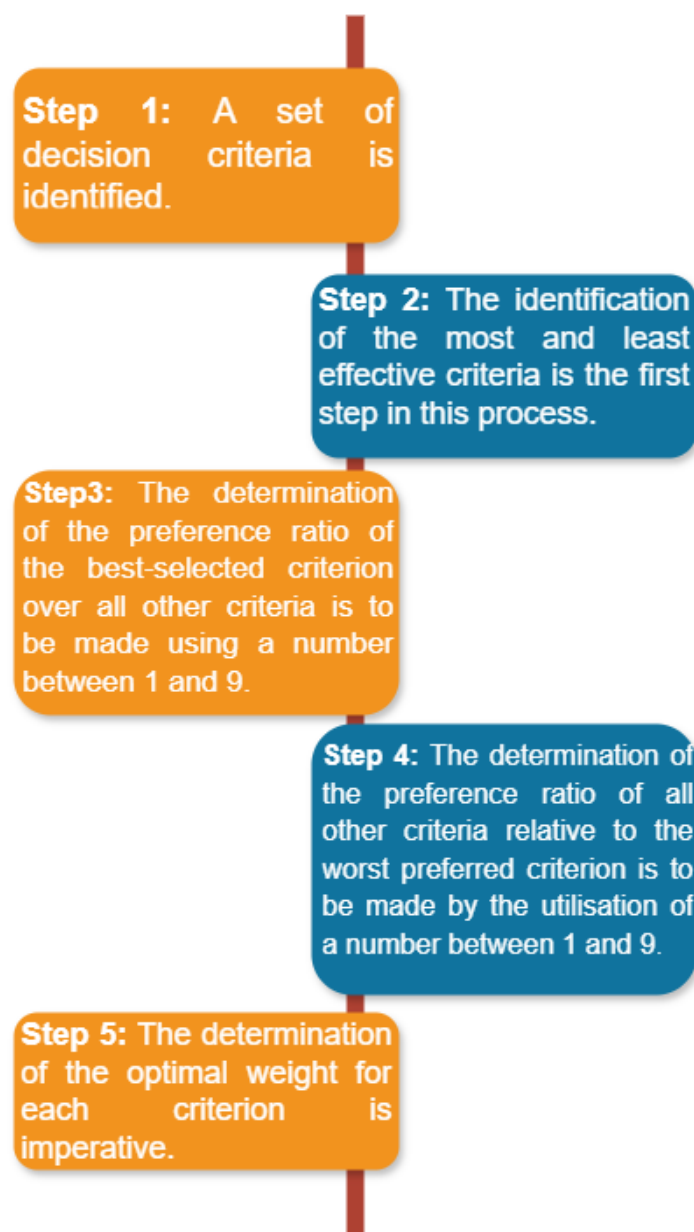 Step 1: A set of
decision criteria is
identified.
Step 2: The identification
of the most and least
effective criteria is the first
step in this process.
Step3: The determination
of the preference ratio of
the best-selected criterion
over all other criteria is to
be made using a number
between 1 and 9.
Step 4: The determination of
the preference ratio of all
other criteria relative to the
worst preferred criterion is to
be made by the utilisation of
a number between 1 and 9.
Step 5: The determination
of the optimal weight for
each criterion is
imperative.